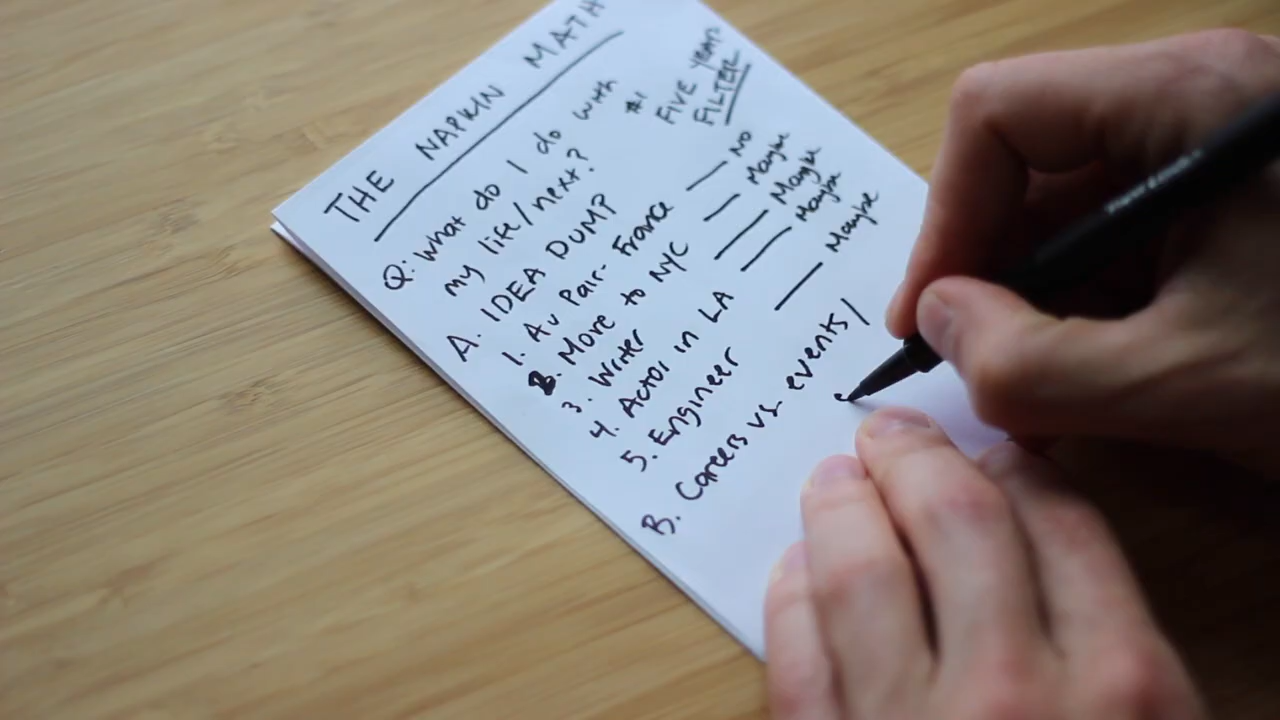 THE NAPKIN MATH
Q: What do I do with
my life/next?
#1
FIVE YEAR
FILTER
A. IDEA DUMP
1. Au Pair - France — No
2. Move to NYC — Maybe
3. Writer — Maybe
4. Actor in LA — Maybe
5. Engineer — Maybe
B. Careers vs. events/